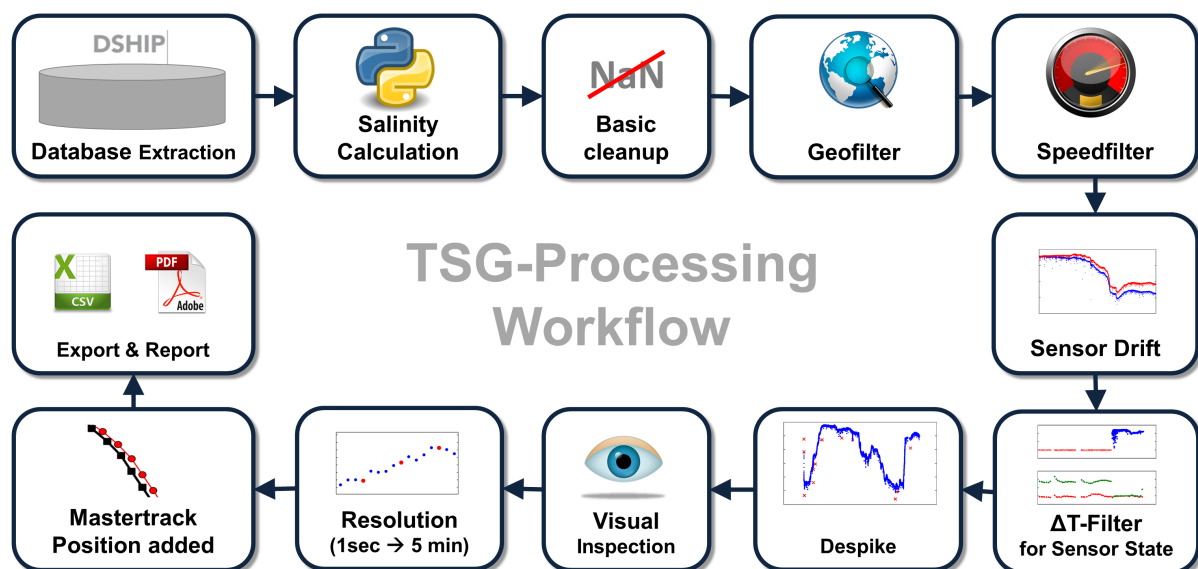 DSHIP
Database Extraction
Salinity
Calculation
NaN
Basic
cleanup
Geofilter
Speedfilter
TSG-Processing
Workflow
Sensor Drift
X
CSV
PDF
Adobe
Export & Report
Mastertrack
Position added
Resolution
(1sec → 5 min)
Visual
Inspection
Despike
ΔT-Filter
for Sensor State